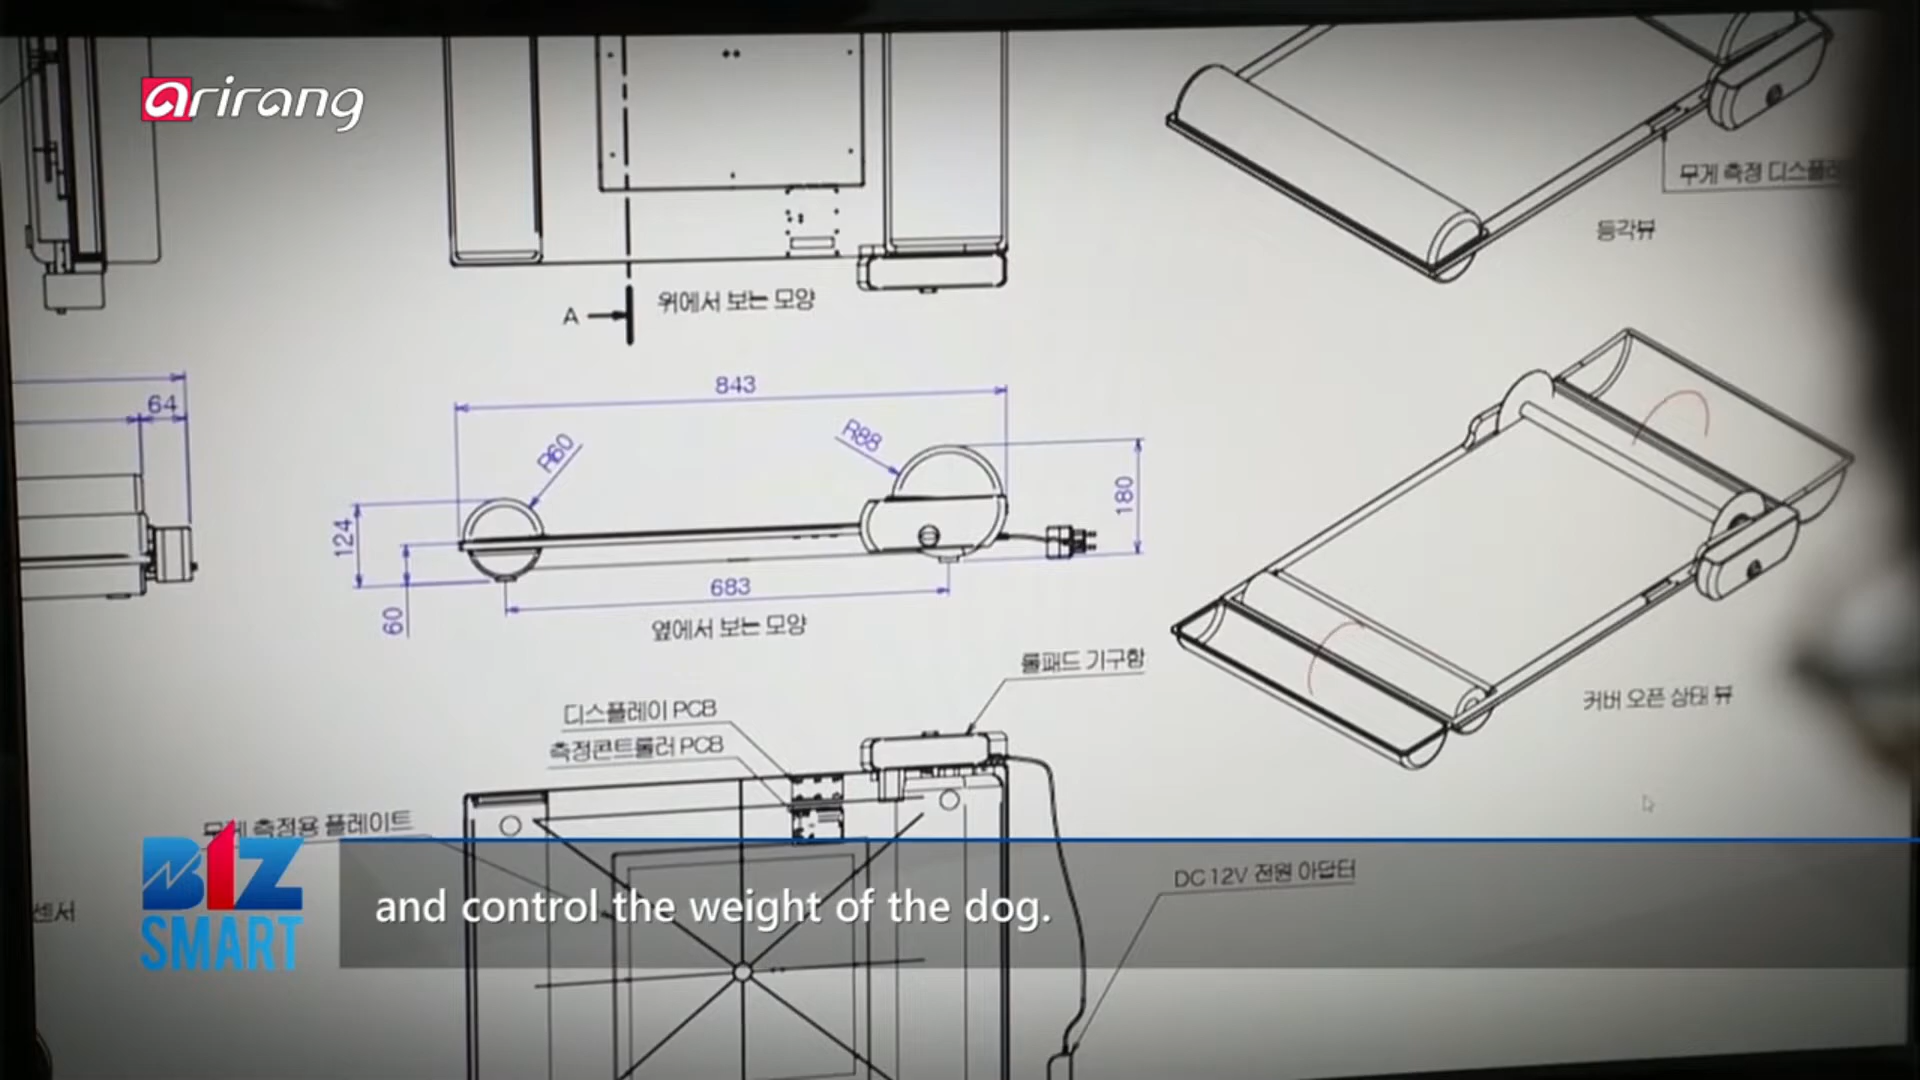 arirang
무게 측정 디스플레
등각뷰
A
위에서 보는 모양
843
64
R60
R88
124
180
60
683
옆에서 보는 모양
롤패드 기구함
커버 오픈 상태 뷰
디스플레이 PCB
측정콘트롤러 PCB
무게 측정용 플레이트
DC 12V 전원 아답터
센서
BIZ
SMART
and control the weight of the dog.